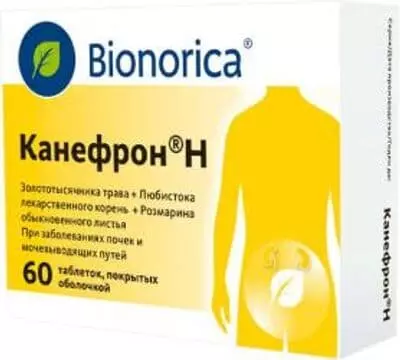 Bionorica®
Канефрон®Н
Золототысячника трава + Любистока
лекарственного корень + Розмарина
обыкновенного листья
При заболеваниях почек и
мочевыводящих путей
60 таблеток, покрытых
оболочкой
Канефрон®Н